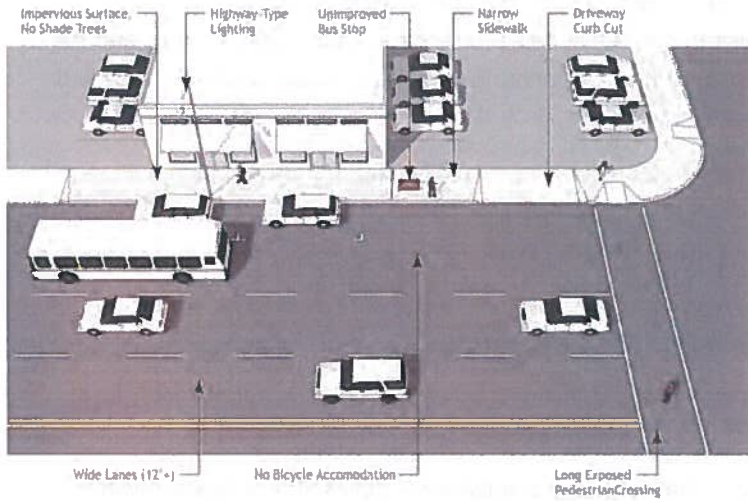 Impervious Surface,
No Shade Trees
Highway-Type
Lighting
Unimproved
Bus Stop
Narrow
Sidewalk
Driveway
Curb Cut
Wide Lanes (12'+)
No Bicycle Accomodation
Long Exposed
PedestrianCrossing